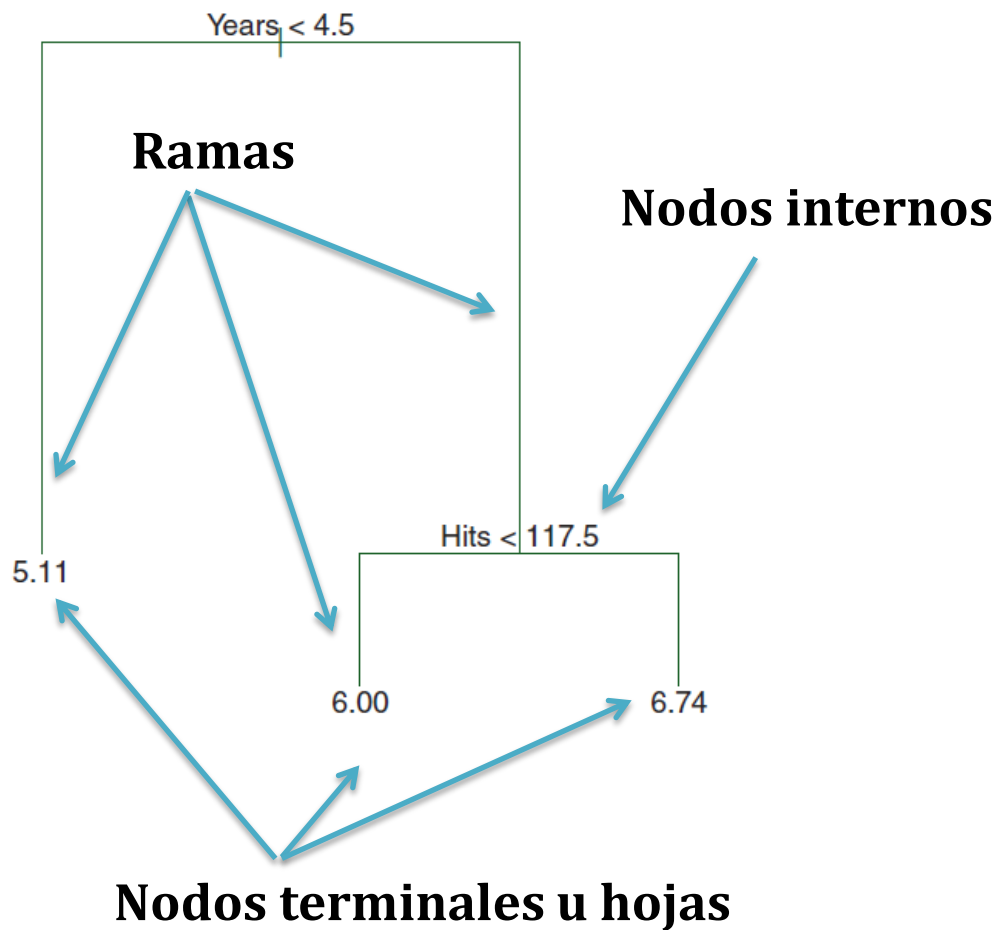 Years < 4.5
Ramas
Nodos internos
Hits < 117.5
5.11
6.00
6.74
Nodos terminales u hojas